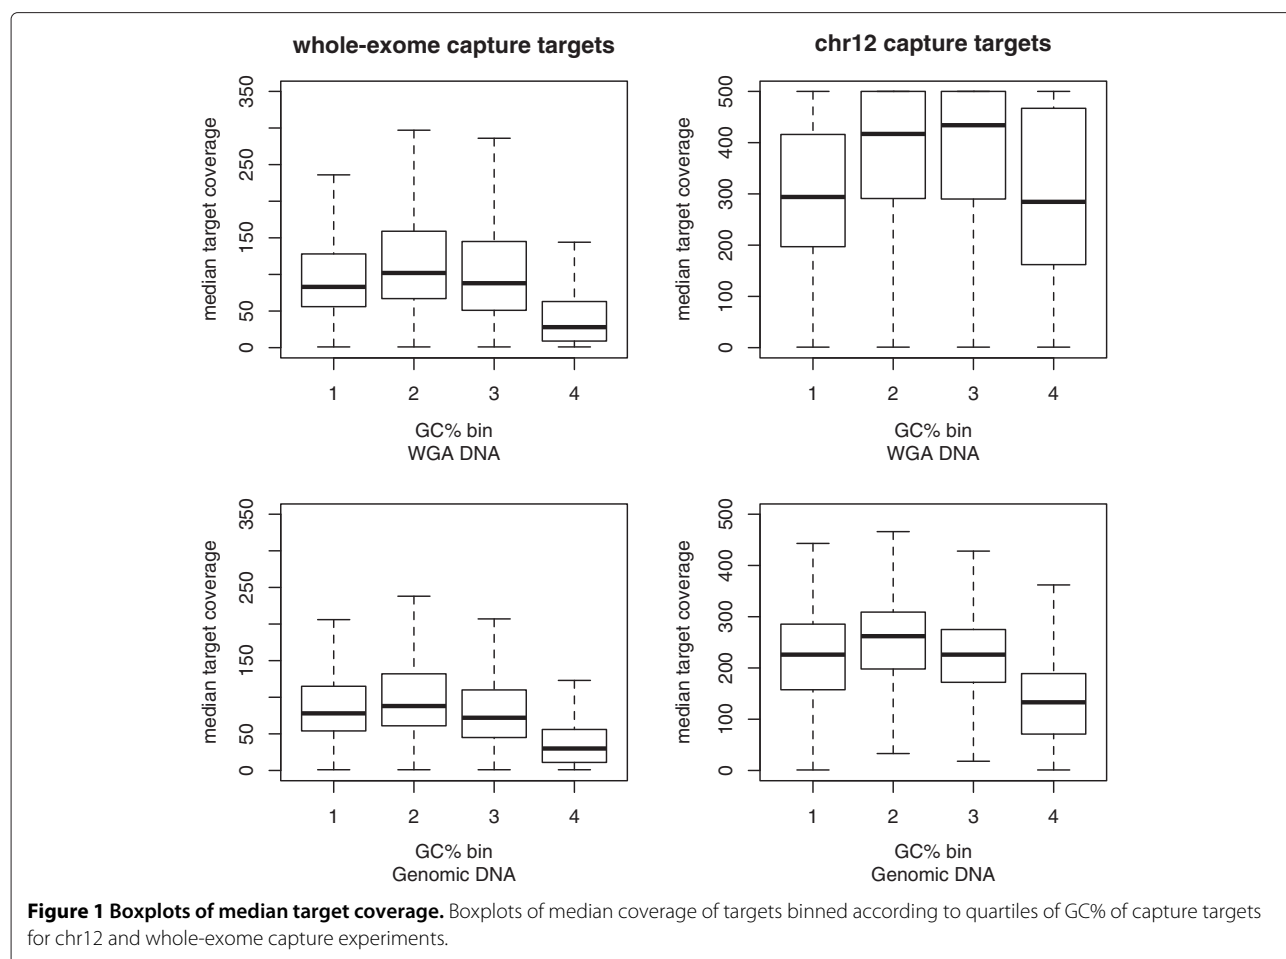 whole-exome capture targets
chr12 capture targets
median target coverage
0 50 150 250 350
1 2 3 4
GC% bin
WGA DNA
median target coverage
0 100 200 300 400 500
1 2 3 4
GC% bin
WGA DNA
median target coverage
0 50 150 250 350
1 2 3 4
GC% bin
Genomic DNA
median target coverage
0 100 200 300 400 500
1 2 3 4
GC% bin
Genomic DNA
Figure 1 Boxplots of median target coverage. Boxplots of median coverage of targets binned according to quartiles of GC% of capture targets
for chr12 and whole-exome capture experiments.